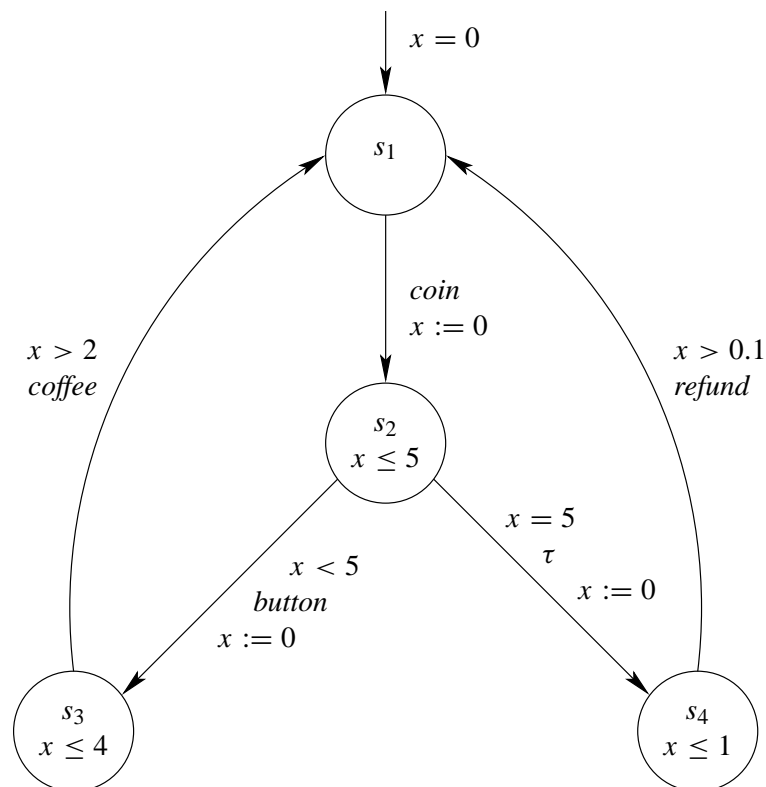 x = 0
s₁
coin
x := 0
x > 2
coffee
x > 0.1
refund
s₂
x ≤ 5
x = 5
τ
x := 0
x < 5
button
x := 0
s₃
x ≤ 4
s₄
x ≤ 1